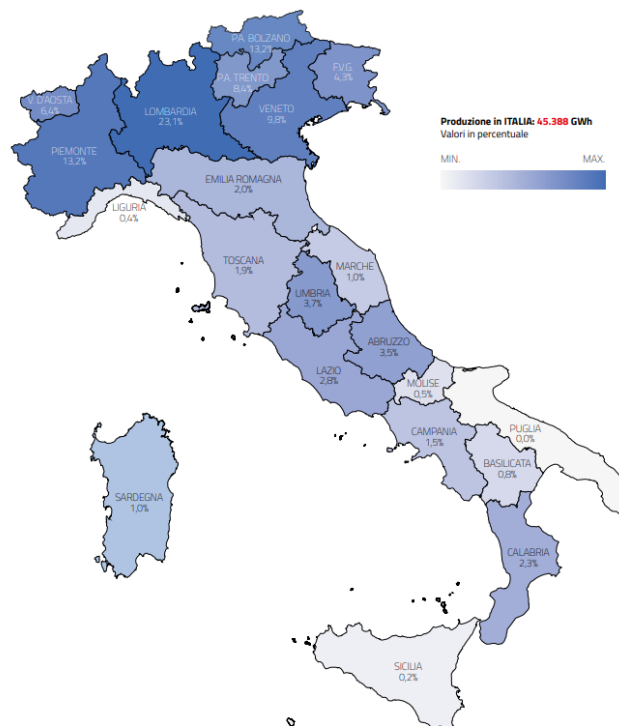 P.A. BOLZANO
13,2%
P.A. TRENTO
8,4%
F.V.G.
4,3%
V. D'AOSTA
6,4%
LOMBARDIA
23,1%
VENETO
9,8%
PIEMONTE
13,2%
Produzione in ITALIA: 45.388 GWh
Valori in percentuale
MIN. MAX.
EMILIA ROMAGNA
2,0%
LIGURIA
0,4%
TOSCANA
1,9%
MARCHE
1,0%
UMBRIA
3,7%
ABRUZZO
3,5%
LAZIO
2,8%
MOLISE
0,5%
CAMPANIA
1,5%
PUGLIA
0,0%
BASILICATA
0,8%
SARDEGNA
1,0%
CALABRIA
2,3%
SICILIA
0,2%